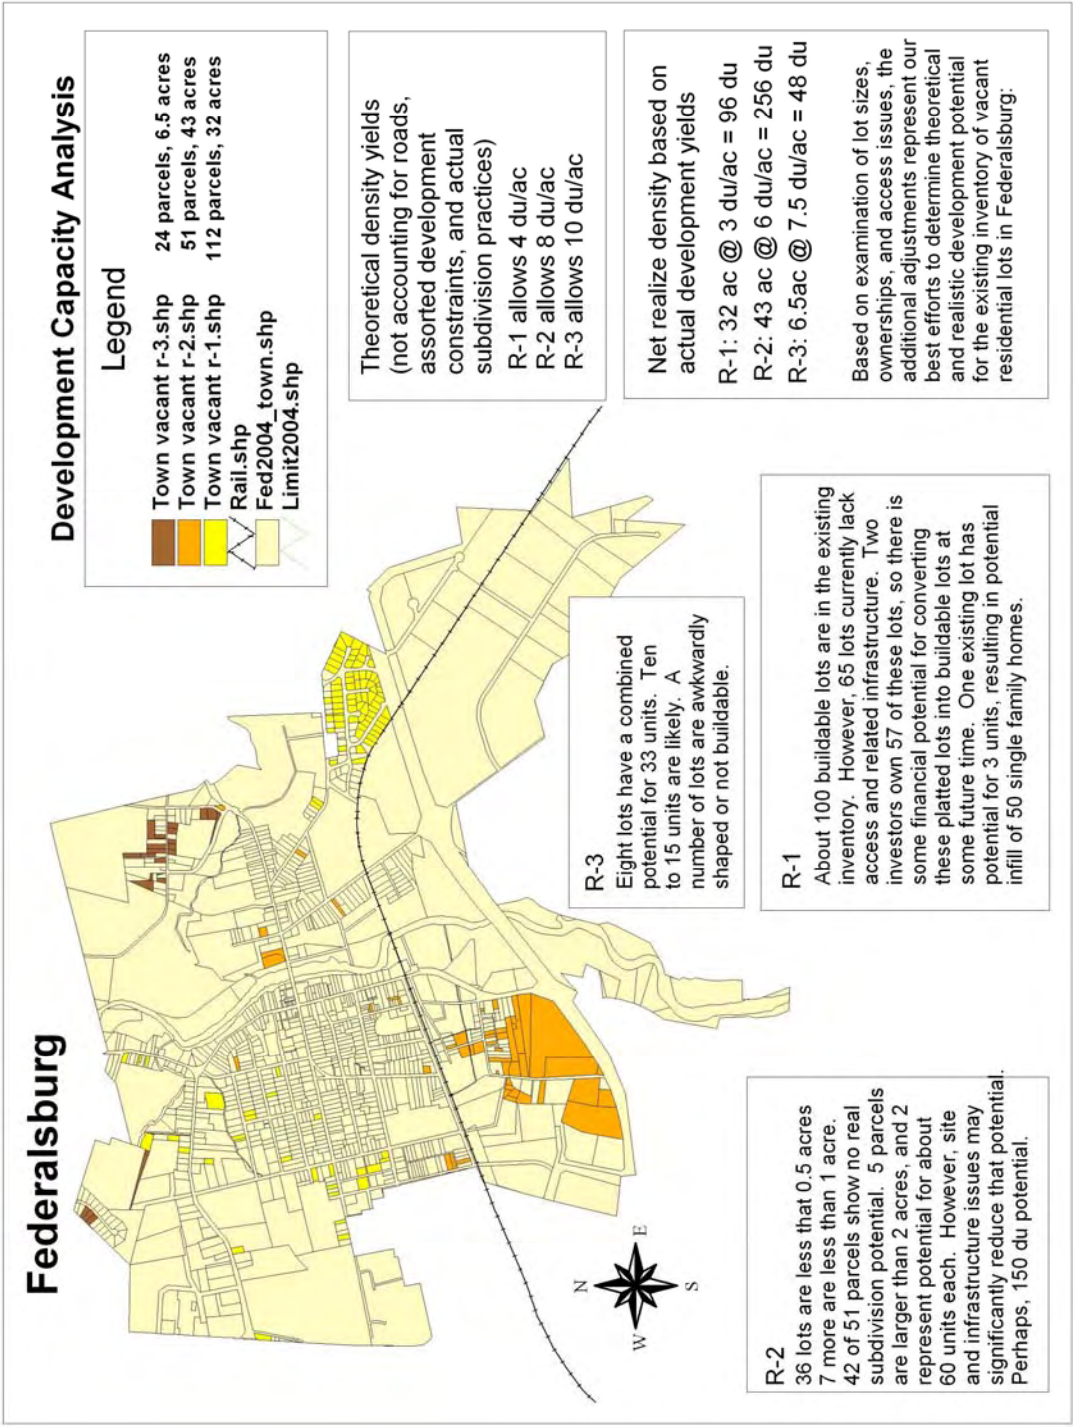 Federalsburg
Development Capacity Analysis
Legend
Town vacant r-3.shp 24 parcels, 6.5 acres
Town vacant r-2.shp 51 parcels, 43 acres
Town vacant r-1.shp 112 parcels, 32 acres
Rail.shp
Fed2004_town.shp
Limit2004.shp
Theoretical density yields
(not accounting for roads,
assorted development
constraints, and actual
subdivision practices)
R-1 allows 4 du/ac
R-2 allows 8 du/ac
R-3 allows 10 du/ac
Net realize density based on
actual development yields
R-1: 32 ac @ 3 du/ac = 96 du
R-2: 43 ac @ 6 du/ac = 256 du
R-3: 6.5ac @ 7.5 du/ac = 48 du
Based on examination of lot sizes,
ownerships, and access issues, the
additional adjustments represent our
best efforts to determine theoretical
and realistic development potential
for the existing inventory of vacant
residential lots in Federalsburg:
R-3
Eight lots have a combined
potential for 33 units. Ten
to 15 units are likely. A
number of lots are awkwardly
shaped or not buildable.
R-1
About 100 buildable lots are in the existing
inventory. However, 65 lots currently lack
access and related infrastructure. Two
investors own 57 of these lots, so there is
some financial potential for converting
these platted lots into buildable lots at
some future time. One existing lot has
potential for 3 units, resulting in potential
infill of 50 single family homes.
N
W E
S
R-2
36 lots are less that 0.5 acres
7 more are less than 1 acre.
42 of 51 parcels show no real
subdivision potential. 5 parcels
are larger than 2 acres, and 2
represent potential for about
60 units each. However, site
and infrastructure issues may
significantly reduce that potential.
Perhaps, 150 du potential.